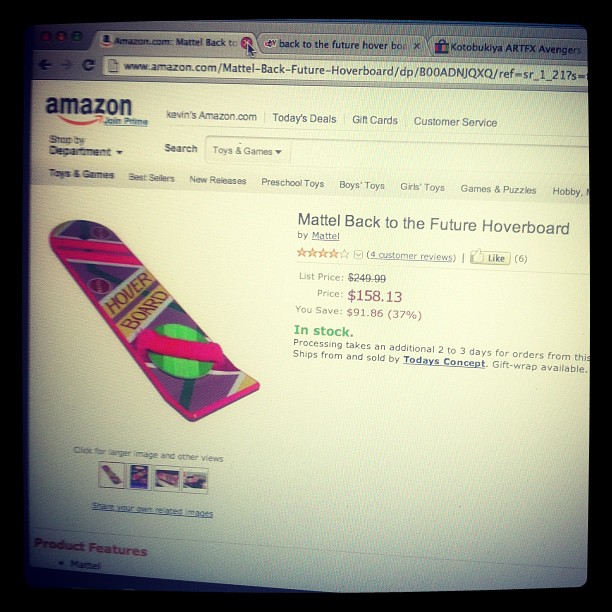 Amazon.com: Mattel Back to
back to the future hover bo
Kotobukiya ARTFX Avengers
www.amazon.com/Mattel-Back-Future-Hoverboard/dp/B00ADNJQXQ/ref=sr_1_21?s=
amazon
Join Prime
kevin's Amazon.com
Today's Deals
Gift Cards
Customer Service
Shop by
Department
Search
Toys & Games
Toys & Games
Best Sellers
New Releases
Preschool Toys
Boys' Toys
Girls' Toys
Games & Puzzles
Hobby,
HOVER
BOARD
Mattel Back to the Future Hoverboard
by Mattel
(4 customer reviews) | Like (6)
List Price: $249.99
Price: $158.13
You Save: $91.86 (37%)
In stock.
Processing takes an additional 2 to 3 days for orders from this
Ships from and sold by Todays Concept. Gift-wrap available.
Click for larger image and other views
Share your own related images
Product Features
Mattel